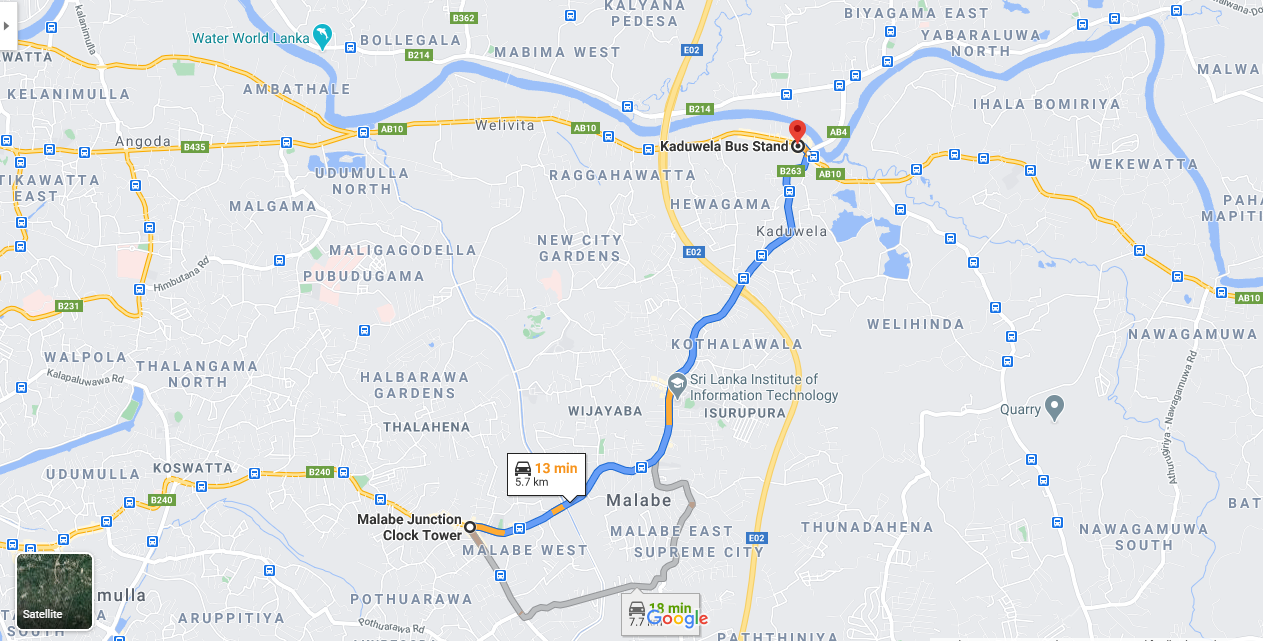 KALYANA
PEDESA
BIYAGAMA EAST
B362
Water World Lanka
BOLLEGALA
B214
MABIMA WEST
E02
YABARALUWA
NORTH
MALWA
AMBATHALE
KELANIMULLA
Angoda
B435
AB10
Welivita
AB10
B214
IHALA BOMIRIYA
AB4
Kaduwela Bus Stand
B263
AB10
WEKEWATTA
UDUMULLA
NORTH
RAGGAHAWATTA
EAST
MALGAMA
HEWAGAMA
PAHA
MAPITI
Kaduwela
NEW CITY
GARDENS
MALIGAGODELLA
PUBUDUGAMA
Himbutana Rd
E02
B231
AB10
WELIHINDA
NAWAGAMUWA
KOTHALAWALA
WALPOLA
Kalapaluwawa Rd
THALANGAMA
NORTH
HALBARAWA
GARDENS
Sri Lanka Institute of
Information Technology
WIJAYABA
ISURUPURA
Quarry
Athurugiriya - Nawagamuwa Rd
THALAHENA
UDUMULLA
KOSWATTA
B240
B240
13 min
5.7 km
Malabe
BAT
Malabe Junction
Clock Tower
MALABE WEST
MALABE EAST
SUPREME CITY
E02
THUNADAHENA
NAWAGAMUWA
SOUTH
Satellite
mulla
SOUTH
ARUPPITIYA
POTHUARAWA
Pothuarawa Rd
18 min
7.7
Google
PATHTHINIYA